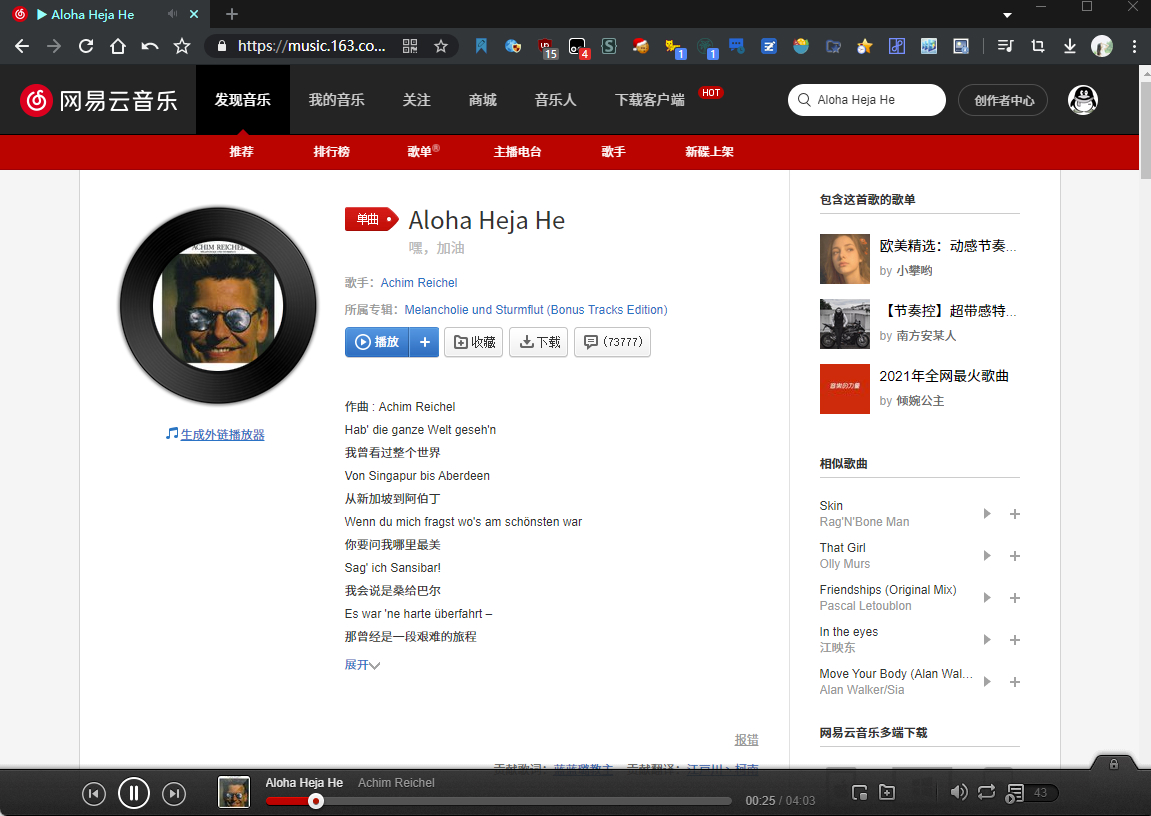 Aloha Heja He
https://music.163.co...
15
4
1
1
网易云音乐
发现音乐
我的音乐
关注
商城
音乐人
下载客户端
HOT
Aloha Heja He
创作者中心
推荐
排行榜
歌单®
主播电台
歌手
新碟上架
ACHIM REICHEL
生成外链播放器
单曲
Aloha Heja He
嘿，加油
歌手：Achim Reichel
所属专辑：Melancholie und Sturmflut (Bonus Tracks Edition)
播放
收藏
下载
(73777)
作曲 : Achim Reichel
Hab' die ganze Welt geseh'n
我曾看过整个世界
Von Singapur bis Aberdeen
从新加坡到阿伯丁
Wenn du mich fragst wo's am schönsten war
你要问我哪里最美
Sag' ich Sansibar!
我会说是桑给巴尔
Es war 'ne harte überfahrt –
那曾经是一段艰难的旅程
展开
报错
包含这首歌的歌单
欧美精选：动感节奏...
by 小攀哟
【节奏控】超带感特...
by 南方安某人
音乐的力量
2021年全网最火歌曲
by 倾婉公主
相似歌曲
Skin
Rag'N'Bone Man
That Girl
Olly Murs
Friendships (Original Mix)
Pascal Letoublon
In the eyes
江映东
Move Your Body (Alan Wal...
Alan Walker/Sia
网易云音乐多端下载
Aloha Heja He Achim Reichel
00:25 / 04:03
43